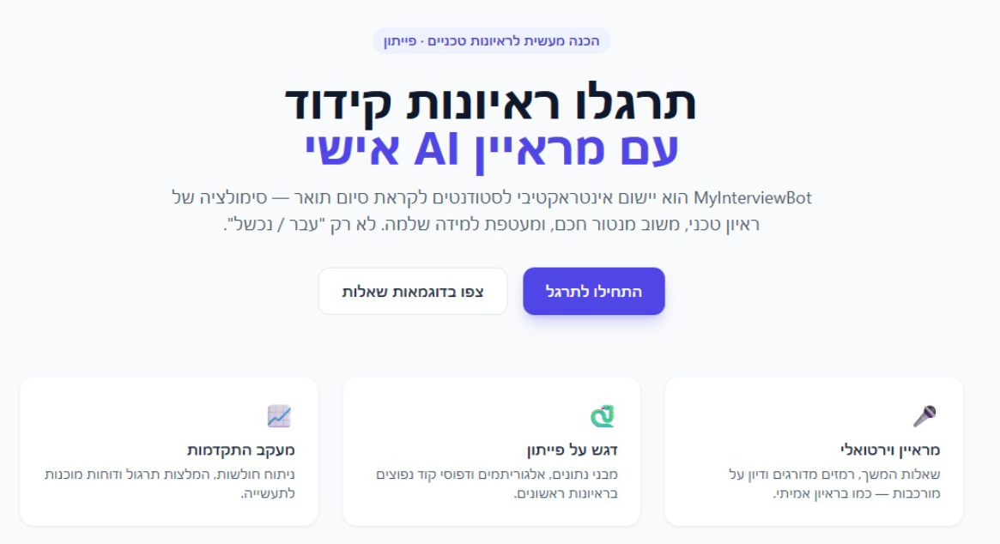 הכנה מעשית לראיונות טכניים · פייתון
תרגלו ראיונות קידוד
עם מראיין AI אישי
MyInterviewBot הוא יישום אינטראקטיבי לסטודנטים לקראת סיום תואר — סימולציה של
ראיון טכני, משוב מנטור חכם, ומעטפת למידה שלמה. לא רק "עבר / נכשל".
התחילו לתרגל
צפו בדוגמאות שאלות
מראיין וירטואלי
שאלות המשך, רמזים מדורגים ודיון על
מורכבות — כמו בראיון אמיתי.
דגש על פייתון
מבני נתונים, אלגוריתמים ודפוסי קוד נפוצים
בראיונות ראשונים.
מעקב התקדמות
ניתוח חולשות, המלצות תרגול ודוחות מוכנות
לתעשייה.